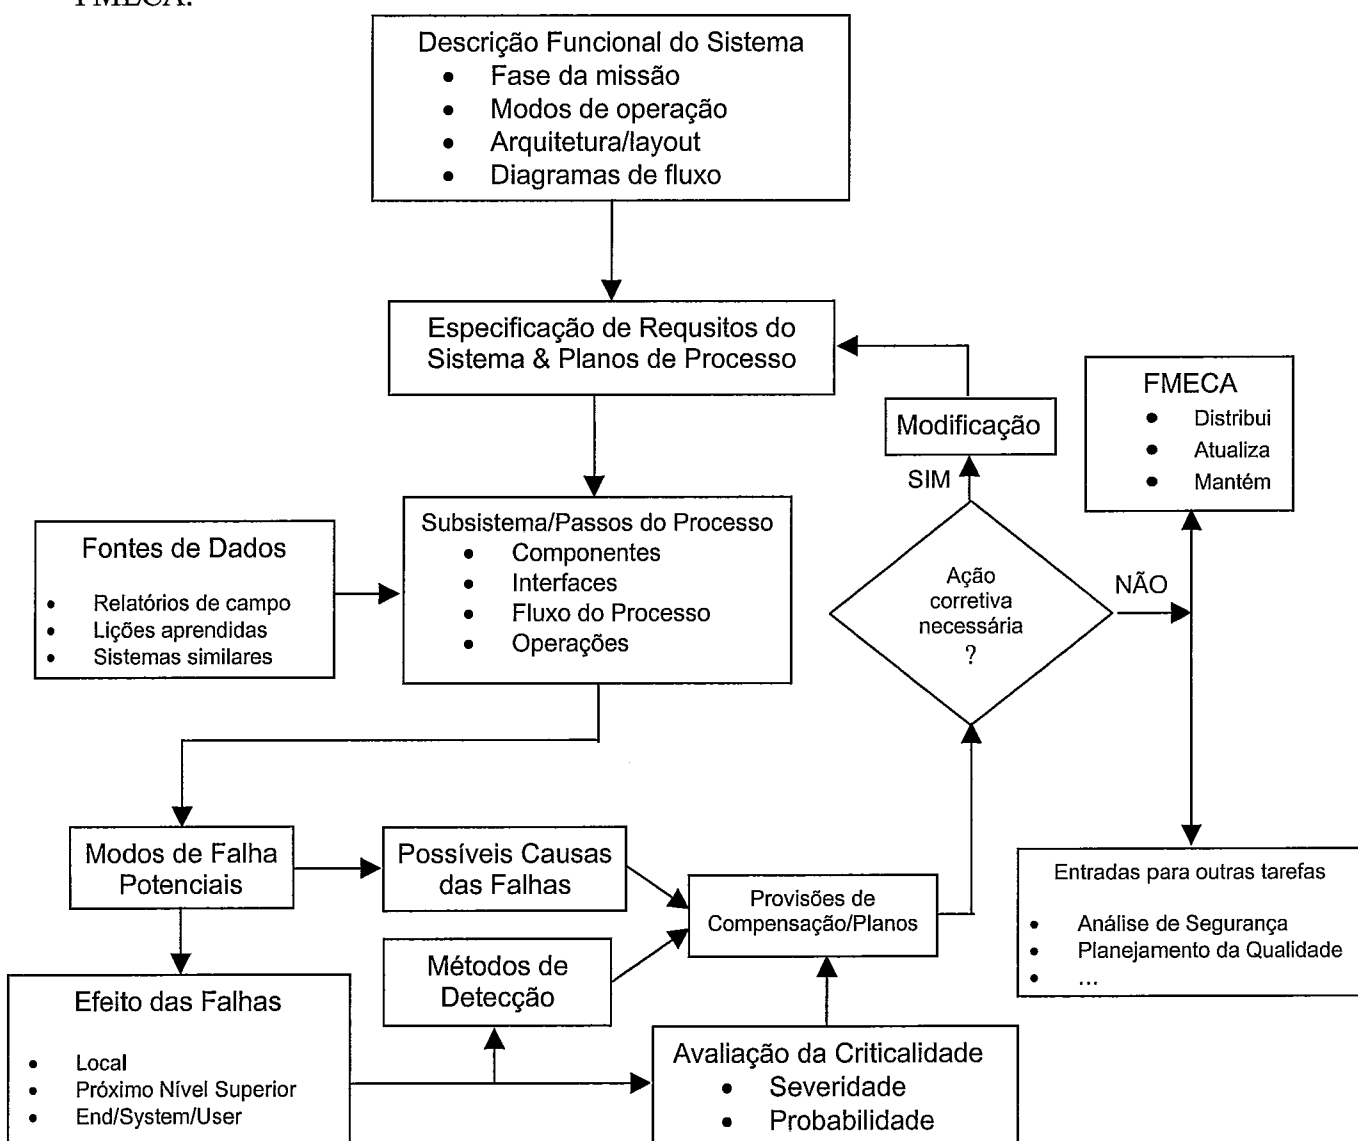 FMECA.
Descrição Funcional do Sistema
• Fase da missão
• Modos de operação
• Arquitetura/layout
• Diagramas de fluxo
Especificação de Requsitos do
Sistema & Planos de Processo
FMECA
• Distribui
• Atualiza
• Mantém
Modificação
SIM
Subsistema/Passos do Processo
• Componentes
• Interfaces
• Fluxo do Processo
• Operações
Fontes de Dados
• Relatórios de campo
• Lições aprendidas
• Sistemas similares
Ação
corretiva
necessária
?
NÃO
Modos de Falha
Potenciais
Possíveis Causas
das Falhas
Provisões de
Compensação/Planos
Entradas para outras tarefas
• Análise de Segurança
• Planejamento da Qualidade
• ...
Métodos de
Detecção
Efeito das Falhas
• Local
• Próximo Nível Superior
• End/System/User
Avaliação da Criticalidade
• Severidade
• Probabilidade